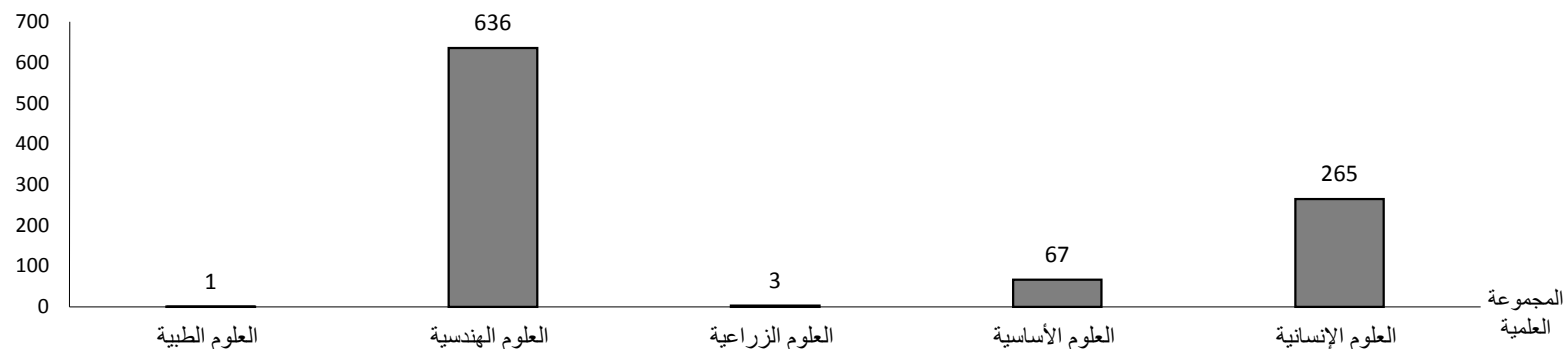 700
600
500
400
300
200
100
0
1
636
3
67
265
العلوم الطبية
العلوم الهندسية
العلوم الزراعية
العلوم الأساسية
العلوم الإنسانية
المجموعة
العلمية